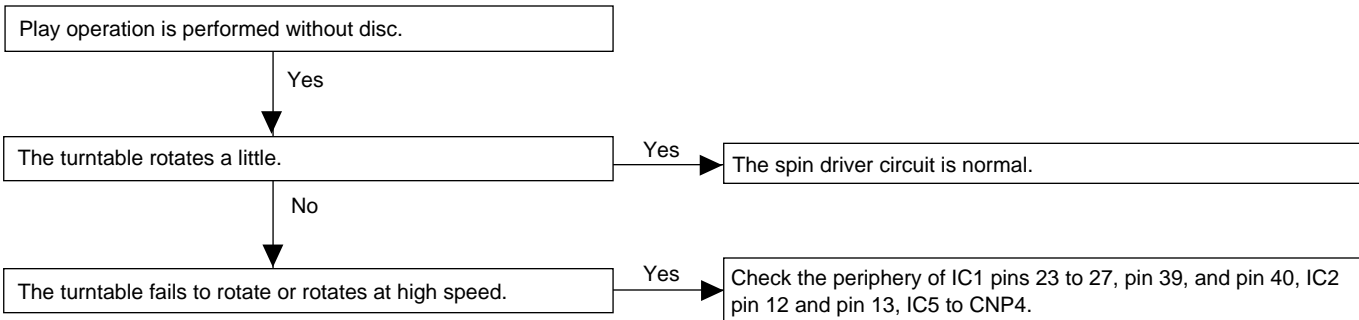 Play operation is performed without disc.
Yes
The turntable rotates a little.
Yes
The spin driver circuit is normal.
No
The turntable fails to rotate or rotates at high speed.
Yes
Check the periphery of IC1 pins 23 to 27, pin 39, and pin 40, IC2
pin 12 and pin 13, IC5 to CNP4.